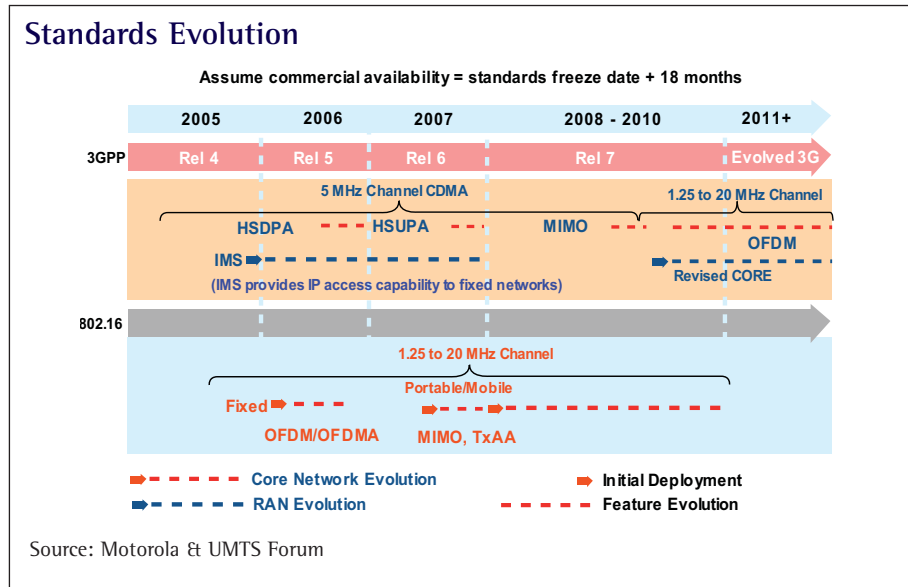 Standards Evolution
Assume commercial availability = standards freeze date + 18 months
2005 2006 2007 2008 - 2010 2011+
3GPP Rel 4 Rel 5 Rel 6 Rel 7 Evolved 3G
5 MHz Channel CDMA 1.25 to 20 MHz Channel
HSDPA HSUPA MIMO OFDM
IMS Revised CORE
(IMS provides IP access capability to fixed networks)
802.16
1.25 to 20 MHz Channel
Portable/Mobile
Fixed
OFDM/OFDMA MIMO, TxAA
Core Network Evolution Initial Deployment
RAN Evolution Feature Evolution
Source: Motorola & UMTS Forum